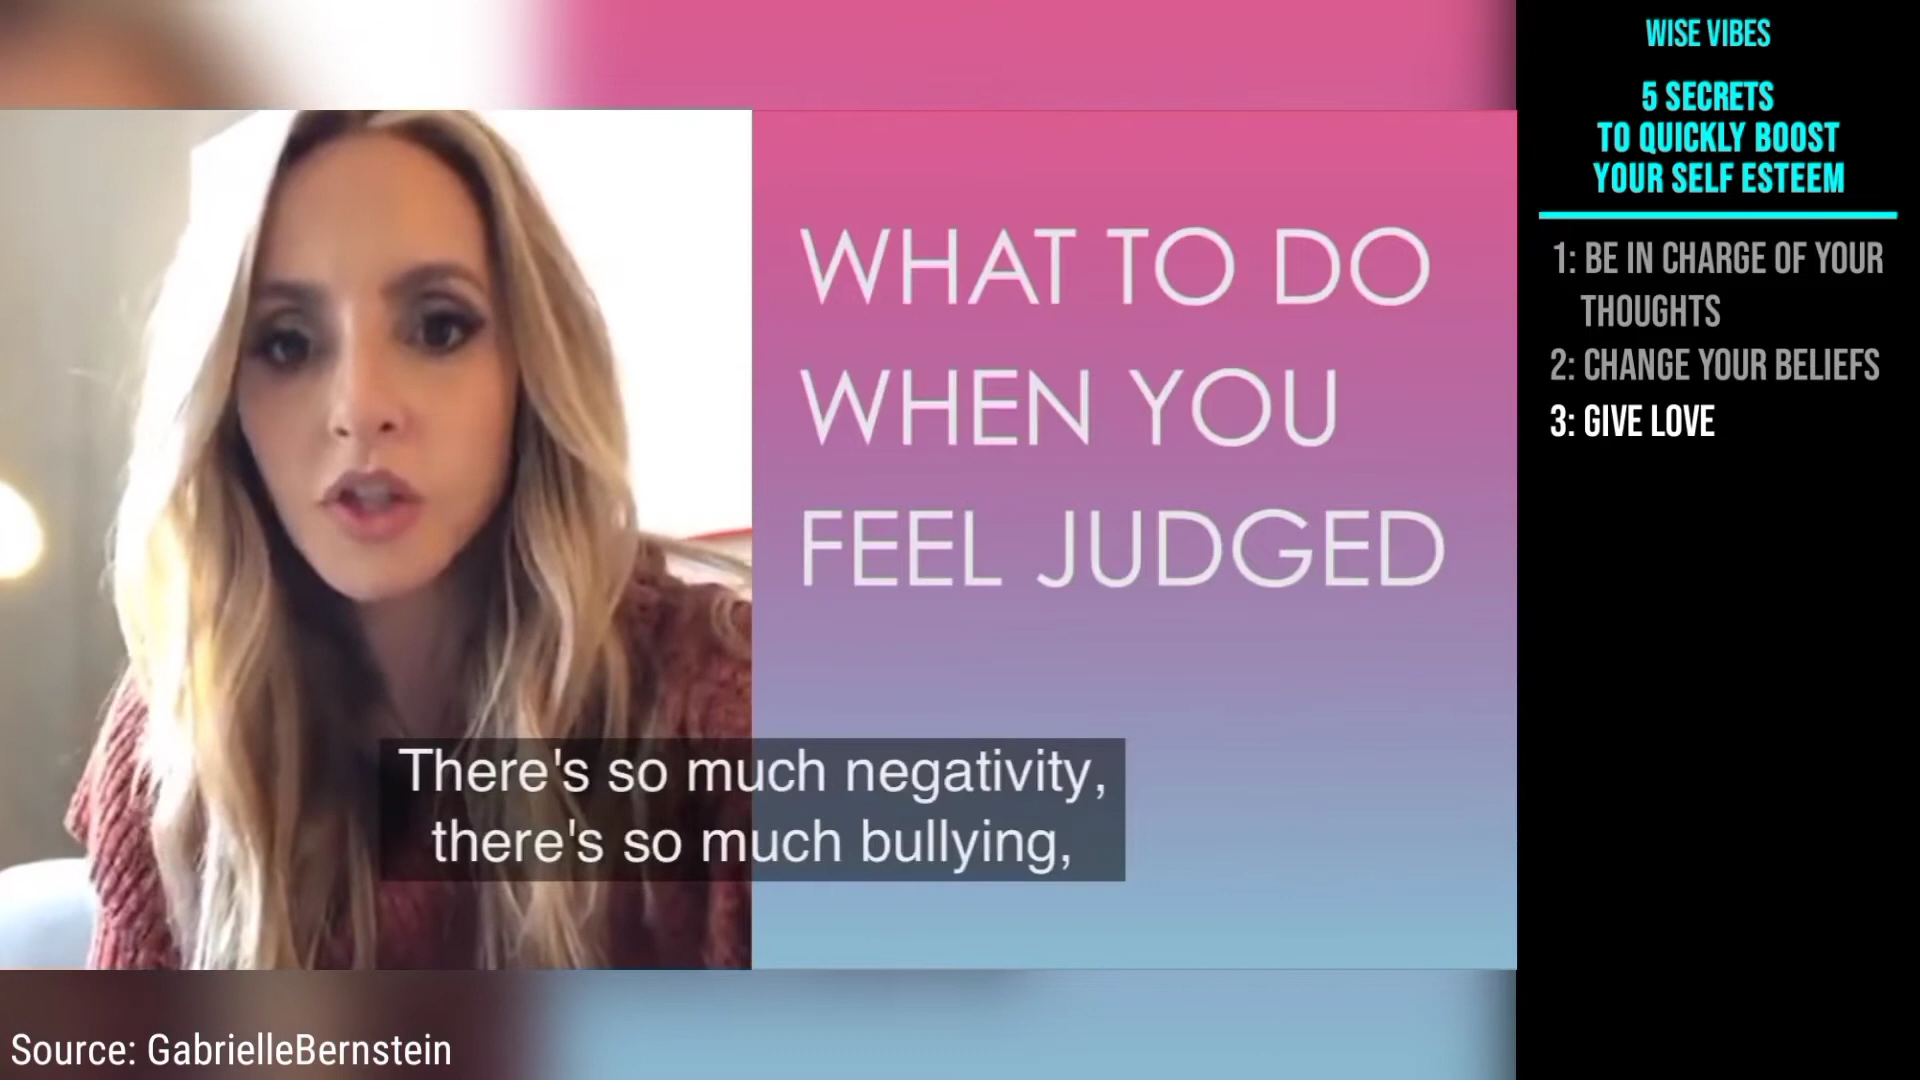 WHAT TO DO
WHEN YOU
FEEL JUDGED
There's so much negativity,
there's so much bullying,
Source: GabrielleBernstein
WISE VIBES
5 SECRETS
TO QUICKLY BOOST
YOUR SELF ESTEEM
1: BE IN CHARGE OF YOUR
THOUGHTS
2: CHANGE YOUR BELIEFS
3: GIVE LOVE